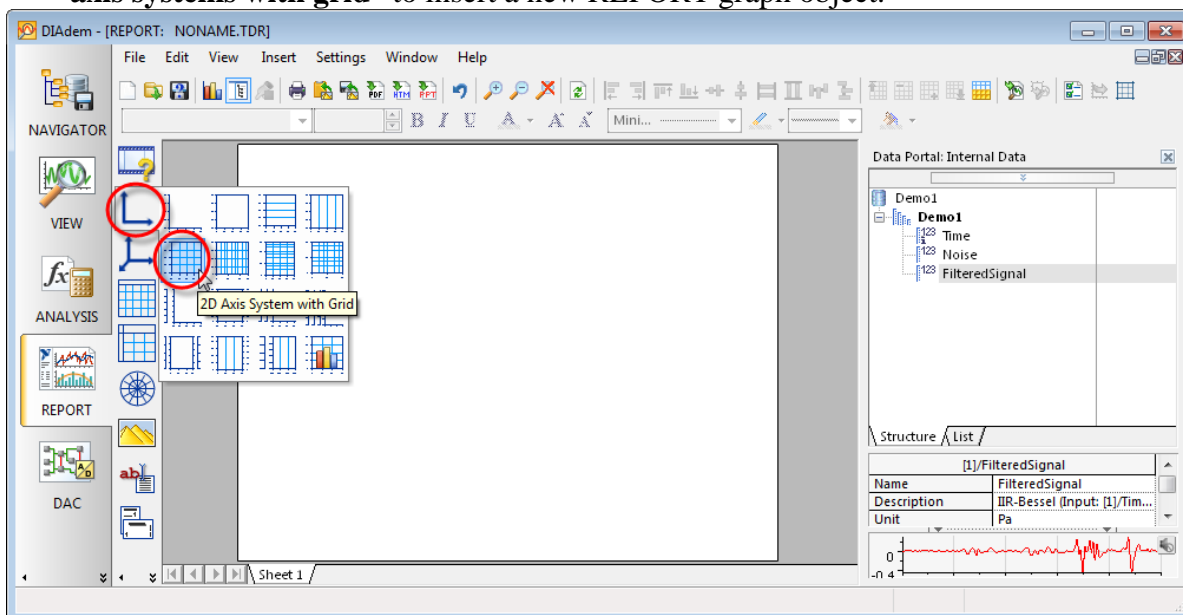 axis systems with grid" to insert a new REPORT graph object.
DIAdem - [REPORT: NONAME.TDR]
File Edit View Insert Settings Window Help
NAVIGATOR
B I U A A A Mini...
VIEW
ANALYSIS
REPORT
DAC
2D Axis System with Grid
Sheet 1
Data Portal: Internal Data
Demo1
Demo1
Time
Noise
FilteredSignal
Structure List
[1]/FilteredSignal
Name FilteredSignal
Description IIR-Bessel (Input: [1]/Tim...
Unit Pa
0
-0.4